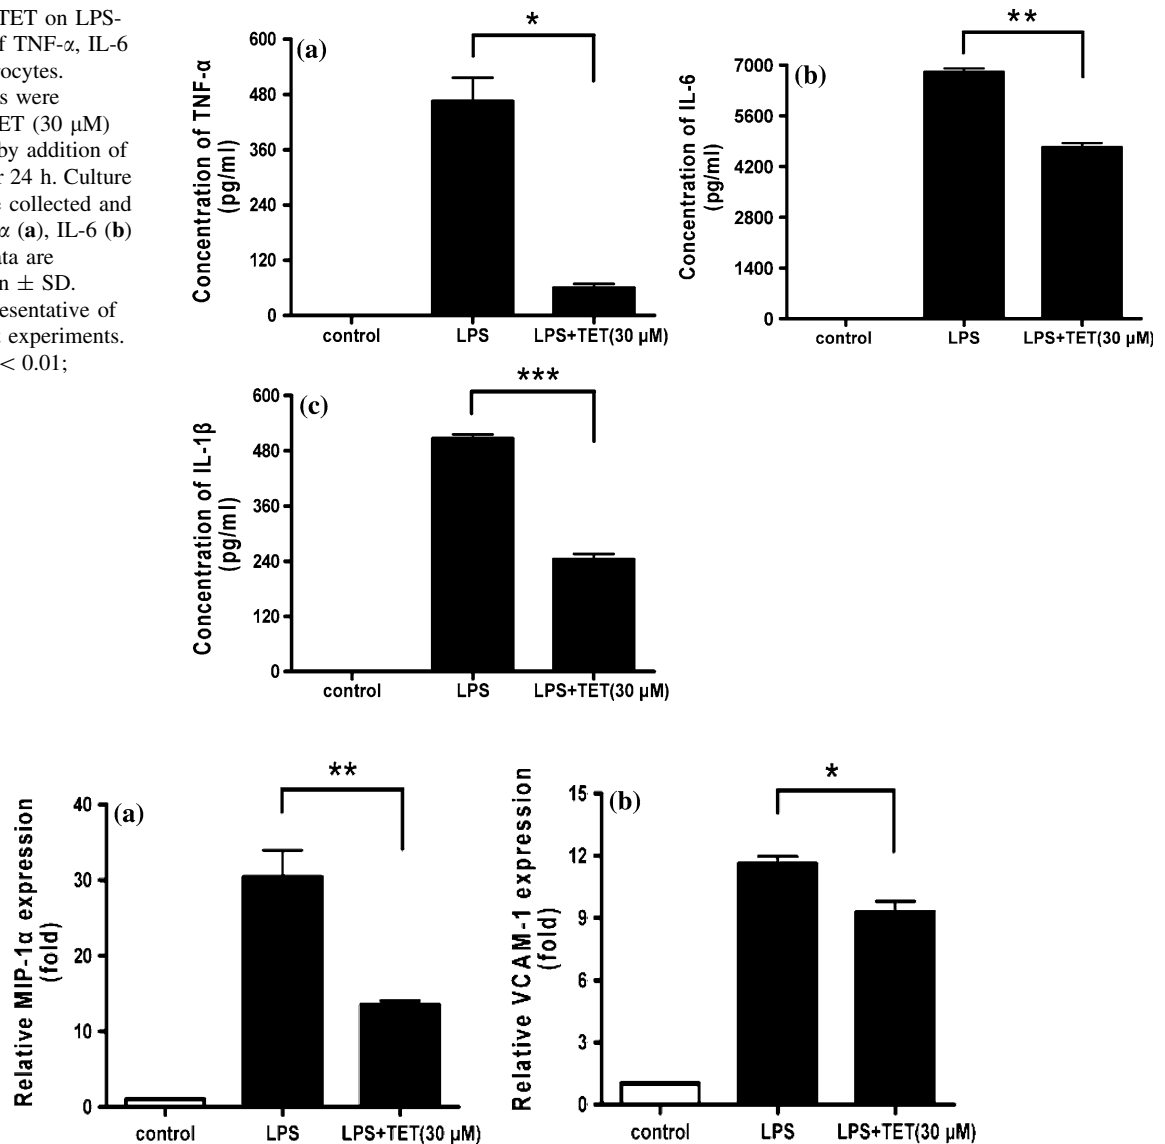 TET on LPS-
f TNF-α, IL-6
rocytes.
s were
ET (30 μM)
by addition of
r 24 h. Culture
e collected and
α (a), IL-6 (b)
ata are
n ± SD.
esentative of
t experiments.
< 0.01;
(a)
*
Concentration of TNF-α
(pg/ml)
600
480
360
240
120
0
control
LPS
LPS+TET(30 μM)
(b)
**
Concentration of IL-6
(pg/ml)
7000
5600
4200
2800
1400
0
control
LPS
LPS+TET(30 μM)
(c)
***
Concentration of IL-1β
(pg/ml)
600
480
360
240
120
0
control
LPS
LPS+TET(30 μM)
(a)
**
Relative MIP-1α expression
(fold)
40
30
20
10
0
control
LPS
LPS+TET(30 μM)
(b)
*
Relative VCAM-1 expression
(fold)
15
12
9
6
3
0
control
LPS
LPS+TET(30 μM)